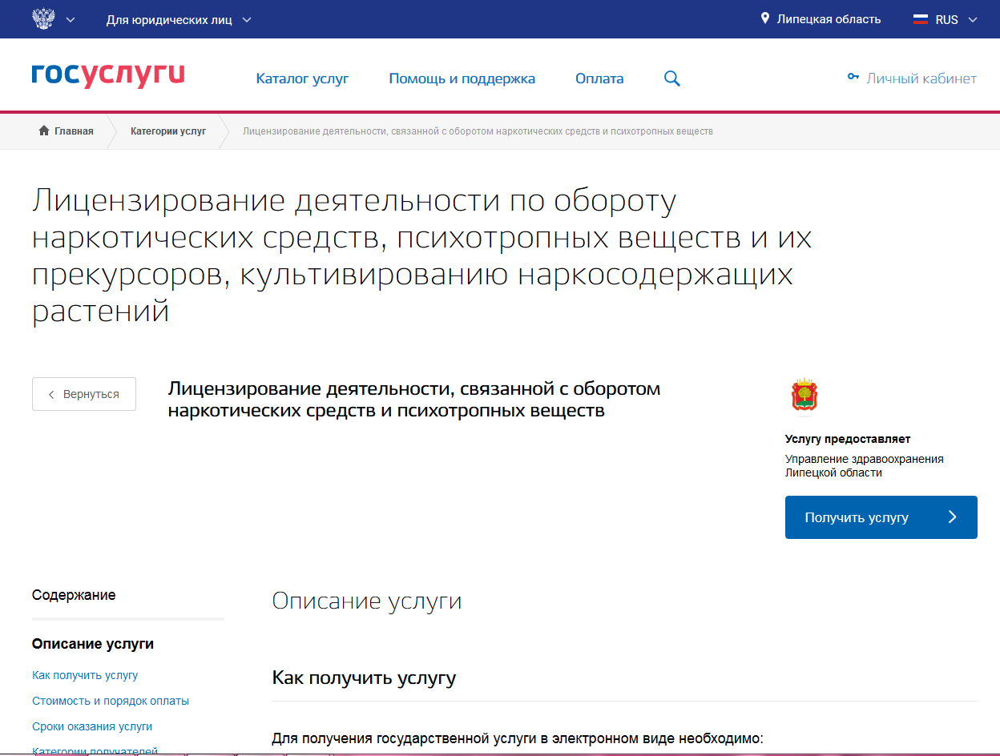 Для юридических лиц
Липецкая область
RUS
госуслуги
Каталог услуг
Помощь и поддержка
Оплата
Личный кабинет
Главная
Категории услуг
Лицензирование деятельности, связанной с оборотом наркотических средств и психотропных веществ
Лицензирование деятельности по обороту
наркотических средств, психотропных веществ и их
прекурсоров, культивированию наркосодержащих
растений
Вернуться
Лицензирование деятельности, связанной с оборотом
наркотических средств и психотропных веществ
Услугу предоставляет
Управление здравоохранения
Липецкой области
Получить услугу
Содержание
Описание услуги
Как получить услугу
Стоимость и порядок оплаты
Сроки оказания услуги
Категории получателей
Описание услуги
Как получить услугу
Для получения государственной услуги в электронном виде необходимо: